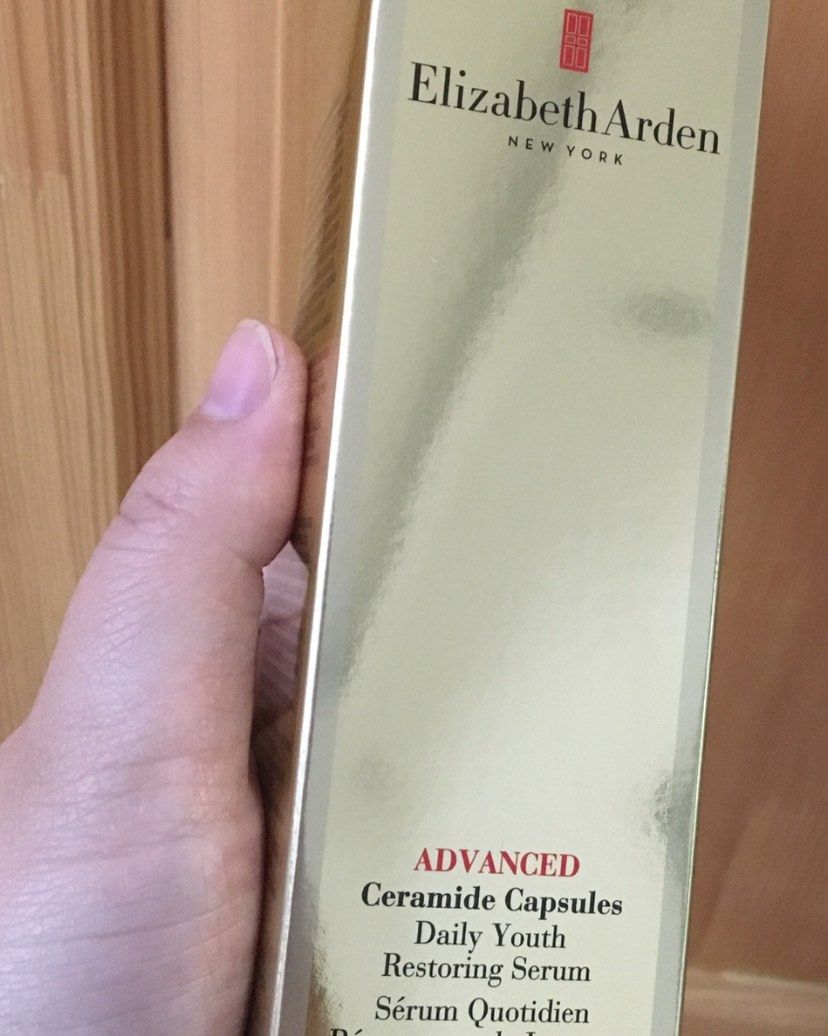 Elizabeth Arden
NEW YORK
ADVANCED
Ceramide Capsules
Daily Youth
Restoring Serum
Sérum Quotidien